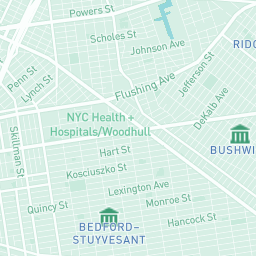 Powers St
Scholes St
Johnson Ave
RIDG
Penn St
Lynch St
Flushing Ave
Jefferson St
DeKalb Ave
NYC Health +
Hospitals/Woodhull
Skillman St
Hart St
BUSHWI
Kosciuszko St
Lexington Ave
Monroe St
Quincy St
Hancock St
BEDFORD-
STUYVESANT